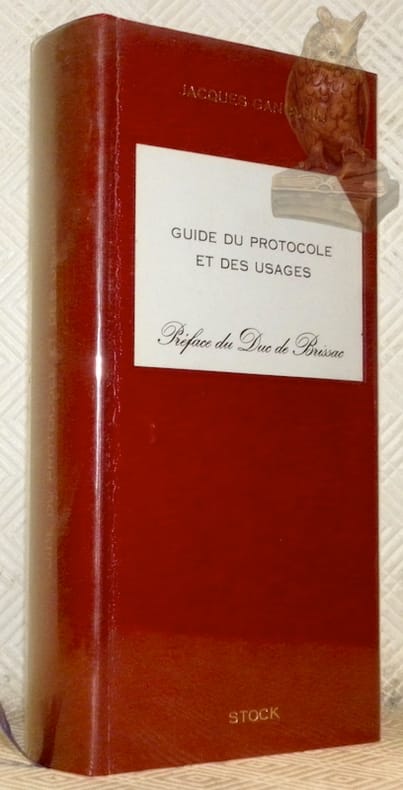 JACQUES
GUIDE DU PROTOCOLE
ET DES USAGES
Préface du Duc de Brissac
STOCK